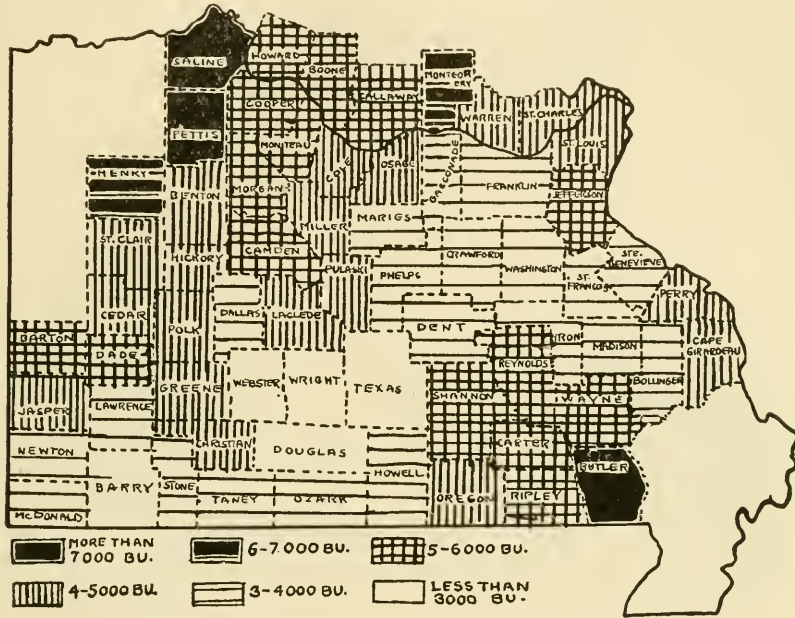 SALINE
HOWARD
BOONE
MONTGOM
ERY
CALLAWAY
COOPER
WARREN
ST. CHARLES
PETTIS
MONITEAU
COLE
OSAGE
GASCONADE
ST. LOUIS
HENRY
BENTON
MORGAN
FRANKLIN
JEFFERSON
MILLER
MARIGS
ST. CLAIR
HICKORY
CAMDEN
PULASKI
PHELPS
CRAWFORD
WASHINGTON
STE.
GENEVIEVE
ST.
FRANCOIS
PERRY
CEDAR
POLK
DALLAS
LACLEDE
DENT
IRON
MADISON
CAPE
GIRARDEAU
BARTON
DADE
REYNOLDS
BOLLINGER
JASPER
LAWRENCE
GREENE
WEBSTER
WRIGHT
TEXAS
SHANNON
WAYNE
NEWTON
CHRISTIAN
DOUGLAS
HOWELL
CARTER
BUTLER
BARRY
STONE
TANEY
OZARK
OREGON
RIPLEY
McDONALD
MORE THAN
7000 BU.
6-7000 BU.
5-6000 BU.
4-5000 BU.
3-4000 BU.
LESS THAN
3000 BU.